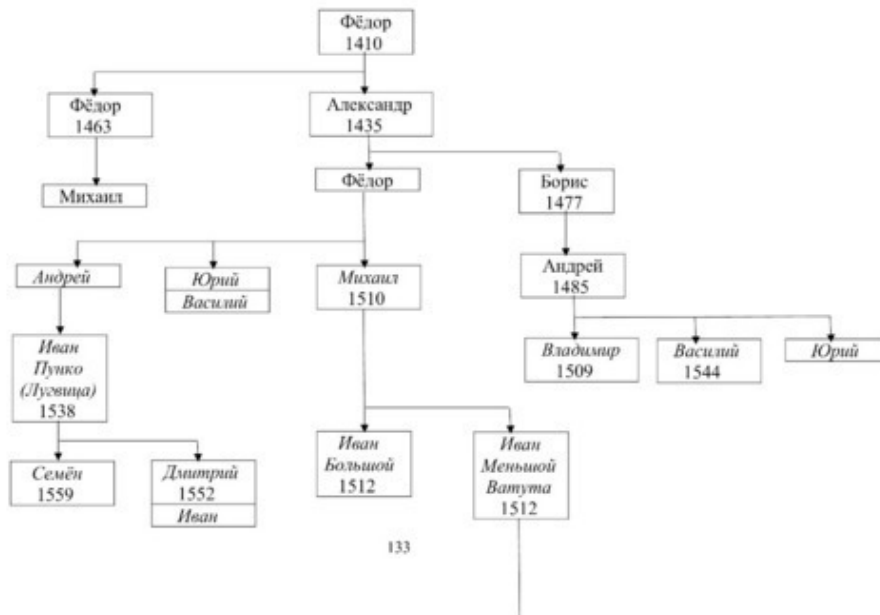 Фёдор
1410
Фёдор
1463
Александр
1435
Михаил
Фёдор
Борис
1477
Андрей
Юрий
Василий
Михаил
1510
Андрей
1485
Иван
Пунко
(Лугвица)
1538
Владимир
1509
Василий
1544
Юрий
Семён
1559
Дмитрий
1552
Иван
Иван
Большой
1512
Иван
Меньшой
Ватута
1512
133